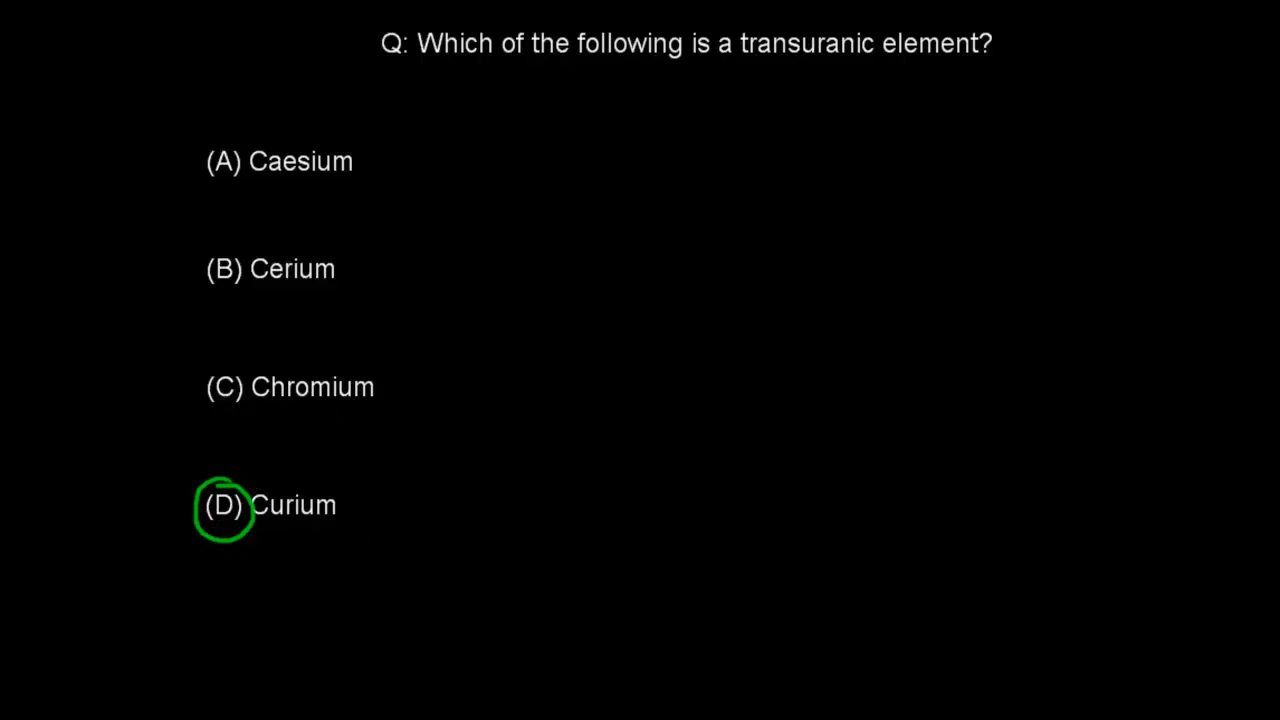 Q: Which of the following is a transuranic element?
(A) Caesium
(B) Cerium
(C) Chromium
(D) Curium